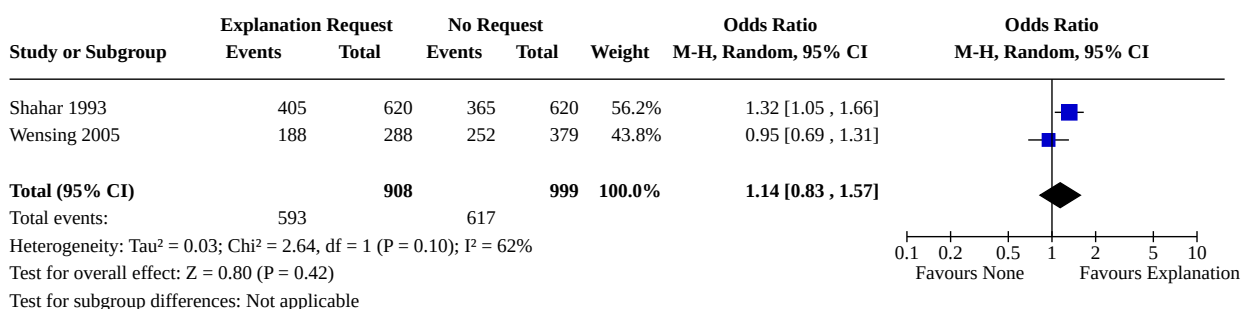 Explanation Request No Request Odds Ratio Odds Ratio
Study or Subgroup Events Total Events Total Weight M-H, Random, 95% CI M-H, Random, 95% CI
Shahar 1993 405 620 365 620 56.2% 1.32 [1.05 , 1.66]
Wensing 2005 188 288 252 379 43.8% 0.95 [0.69 , 1.31]
Total (95% CI) 908 999 100.0% 1.14 [0.83 , 1.57]
Total events: 593 617
Heterogeneity: Tau² = 0.03; Chi² = 2.64, df = 1 (P = 0.10); I² = 62%
0.1 0.2 0.5 1 2 5 10
Test for overall effect: Z = 0.80 (P = 0.42) Favours None Favours Explanation
Test for subgroup differences: Not applicable